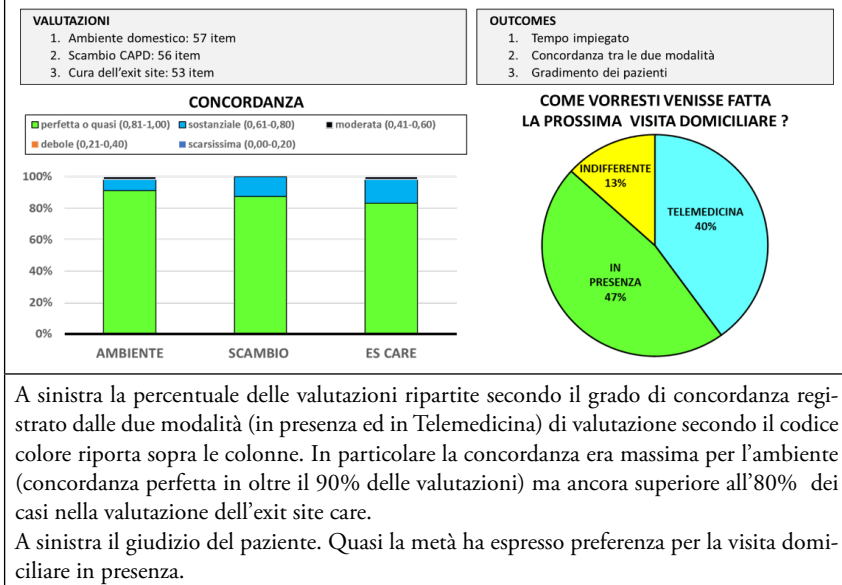 VALUTAZIONI
1. Ambiente domestico: 57 item
2. Scambio CAPD: 56 item
3. Cura dell'exit site: 53 item
OUTCOMES
1. Tempo impiegato
2. Concordanza tra le due modalità
3. Gradimento dei pazienti
CONCORDANZA
perfetta o quasi (0,81-1,00) sostanziale (0,61-0,80) moderata (0,41-0,60)
debole (0,21-0,40) scarsissima (0,00-0,20)
100%
80%
60%
40%
20%
0%
AMBIENTE SCAMBIO ES CARE
COME VORRESTI VENISSE FATTA
LA PROSSIMA VISITA DOMICILIARE ?
INDIFFERENTE
13%
TELEMEDICINA
40%
IN
PRESENZA
47%
A sinistra la percentuale delle valutazioni ripartite secondo il grado di concordanza regi-
strato dalle due modalità (in presenza ed in Telemedicina) di valutazione secondo il codice
colore riporta sopra le colonne. In particolare la concordanza era massima per l'ambiente
(concordanza perfetta in oltre il 90% delle valutazioni) ma ancora superiore all'80% dei
casi nella valutazione dell'exit site care.
A sinistra il giudizio del paziente. Quasi la metà ha espresso preferenza per la visita domi-
ciliare in presenza.